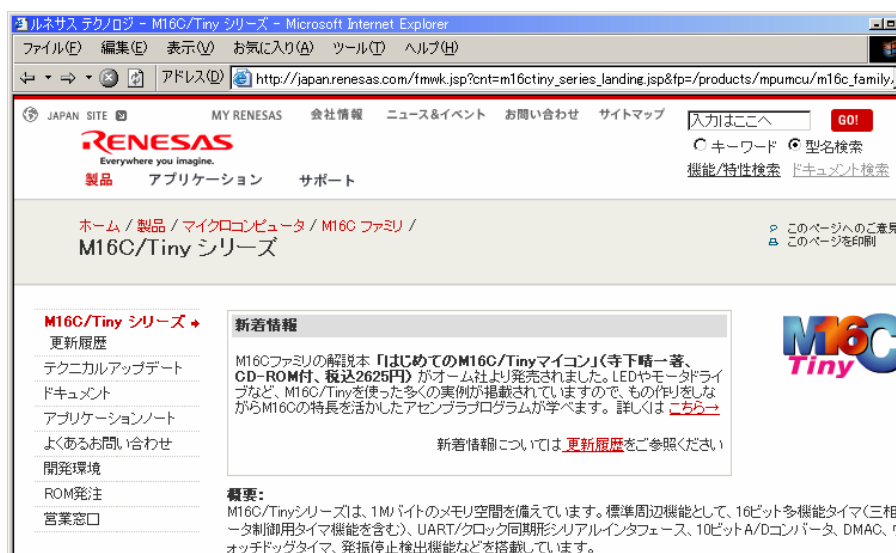 ルネサス テクノロジ - M16C/Tiny シリーズ - Microsoft Internet Explorer
ファイル(F) 編集(E) 表示(V) お気に入り(A) ツール(T) ヘルプ(H)
アドレス(D) http://japan.renesas.com/fmwk.jsp?cnt=m16ctiny_series_landing.jsp&fp=/products/mpumcu/m16c_family/
JAPAN SITE MY RENESAS 会社情報 ニュース&イベント お問い合わせ サイトマップ
入力はここへ GO!
RENESAS
Everywhere you imagine.
キーワード 型名検索
機能/特性検索 ドキュメント検索
製品 アプリケーション サポート
ホーム / 製品 / マイクロコンピュータ / M16C ファミリ /
M16C/Tiny シリーズ
このページへのご意見
このページを印刷
M16C/Tiny シリーズ
更新履歴
テクニカルアップデート
ドキュメント
アプリケーションノート
よくあるお問い合わせ
開発環境
ROM発注
営業窓口
新着情報
M16Cファミリの解説本「はじめてのM16C/Tinyマイコン」(寺下晴一著、
CD-ROM付、税込2625円) がオーム社より発売されました。LEDやモータドライ
ブなど、M16C/Tinyを使った多くの実例が掲載されていますので、もの作りをしな
がらM16Cの特長を活かしたアセンブラプログラムが学べます。 詳しくは こちら→
新着情報については 更新履歴をご参照ください
M16C
Tiny
概要:
M16C/Tinyシリーズは、1Mバイトのメモリ空間を備えています。標準周辺機能として、16ビット多機能タイマ(三相
ータ制御用タイマ機能を含む)、UART/クロック同期形シリアルインタフェース、10ビットA/Dコンバータ、DMAC、ウ
ォッチドッグタイマ、発振停止検出機能などを搭載しています。